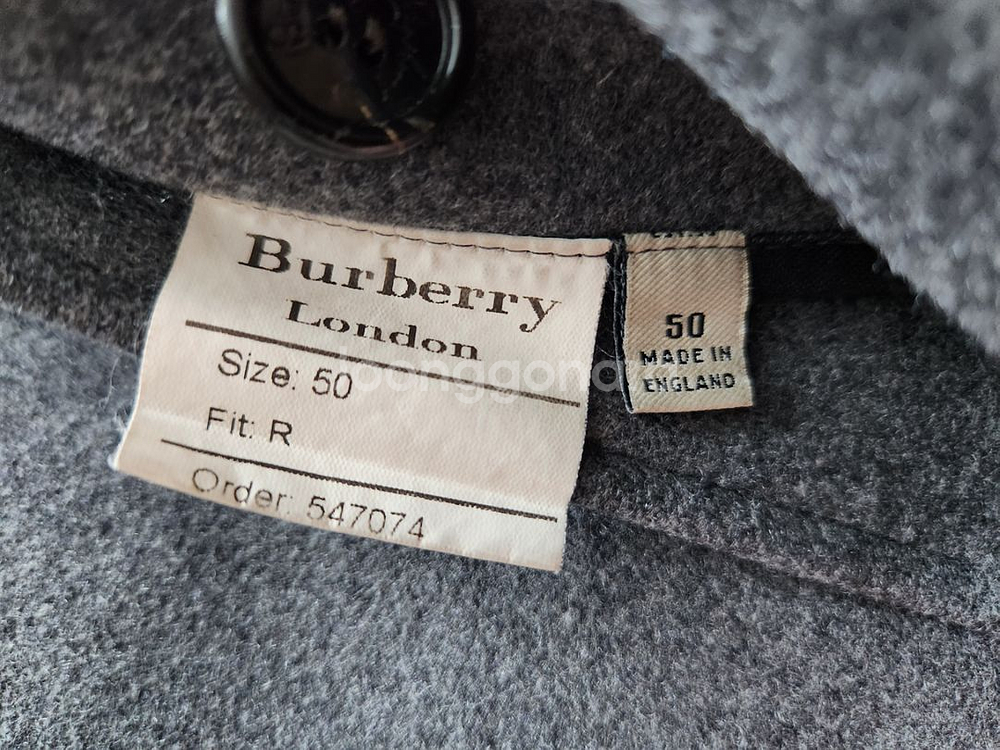 Burberry
London
Size: 50
Fit: R
Order: 547074
50
MADE IN
ENGLAND